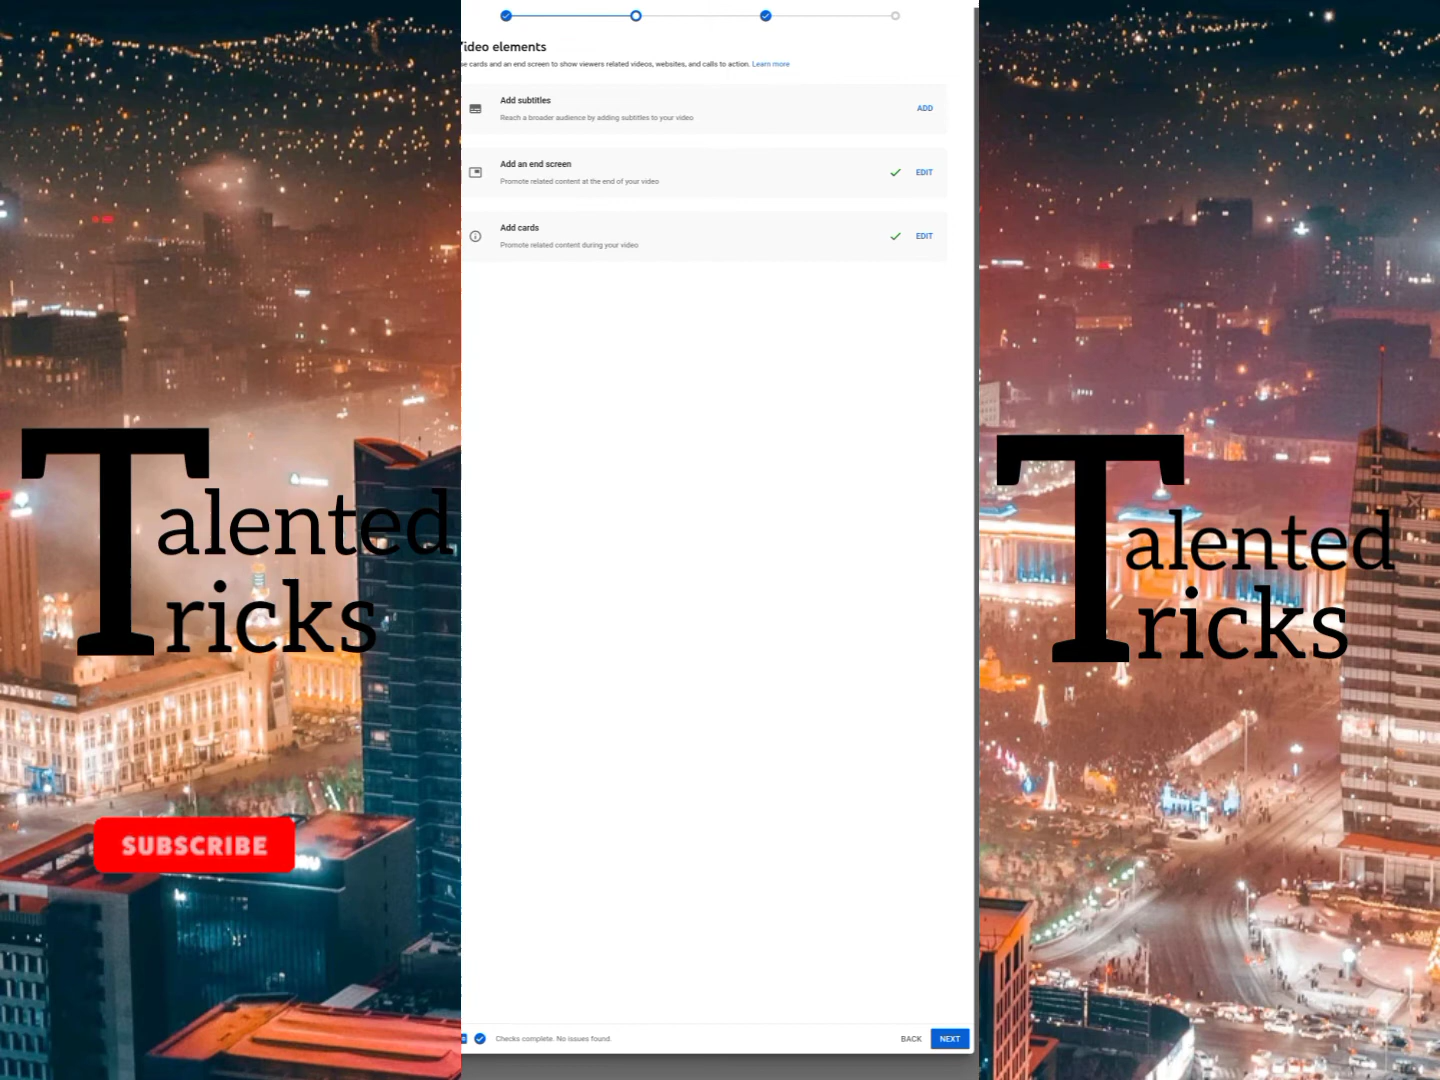 Video elements
cards and an end screen to show viewers related videos, websites, and calls to action. Learn more
Add subtitles
ADD
Reach a broader audience by adding subtitles to your video
Add an end screen
EDIT
Promote related content at the end of your video
Add cards
EDIT
Promote related content during your video
Talented
Tricks
Talented
Tricks
SUBSCRIBE
Checks complete. No issues found.
BACK
NEXT